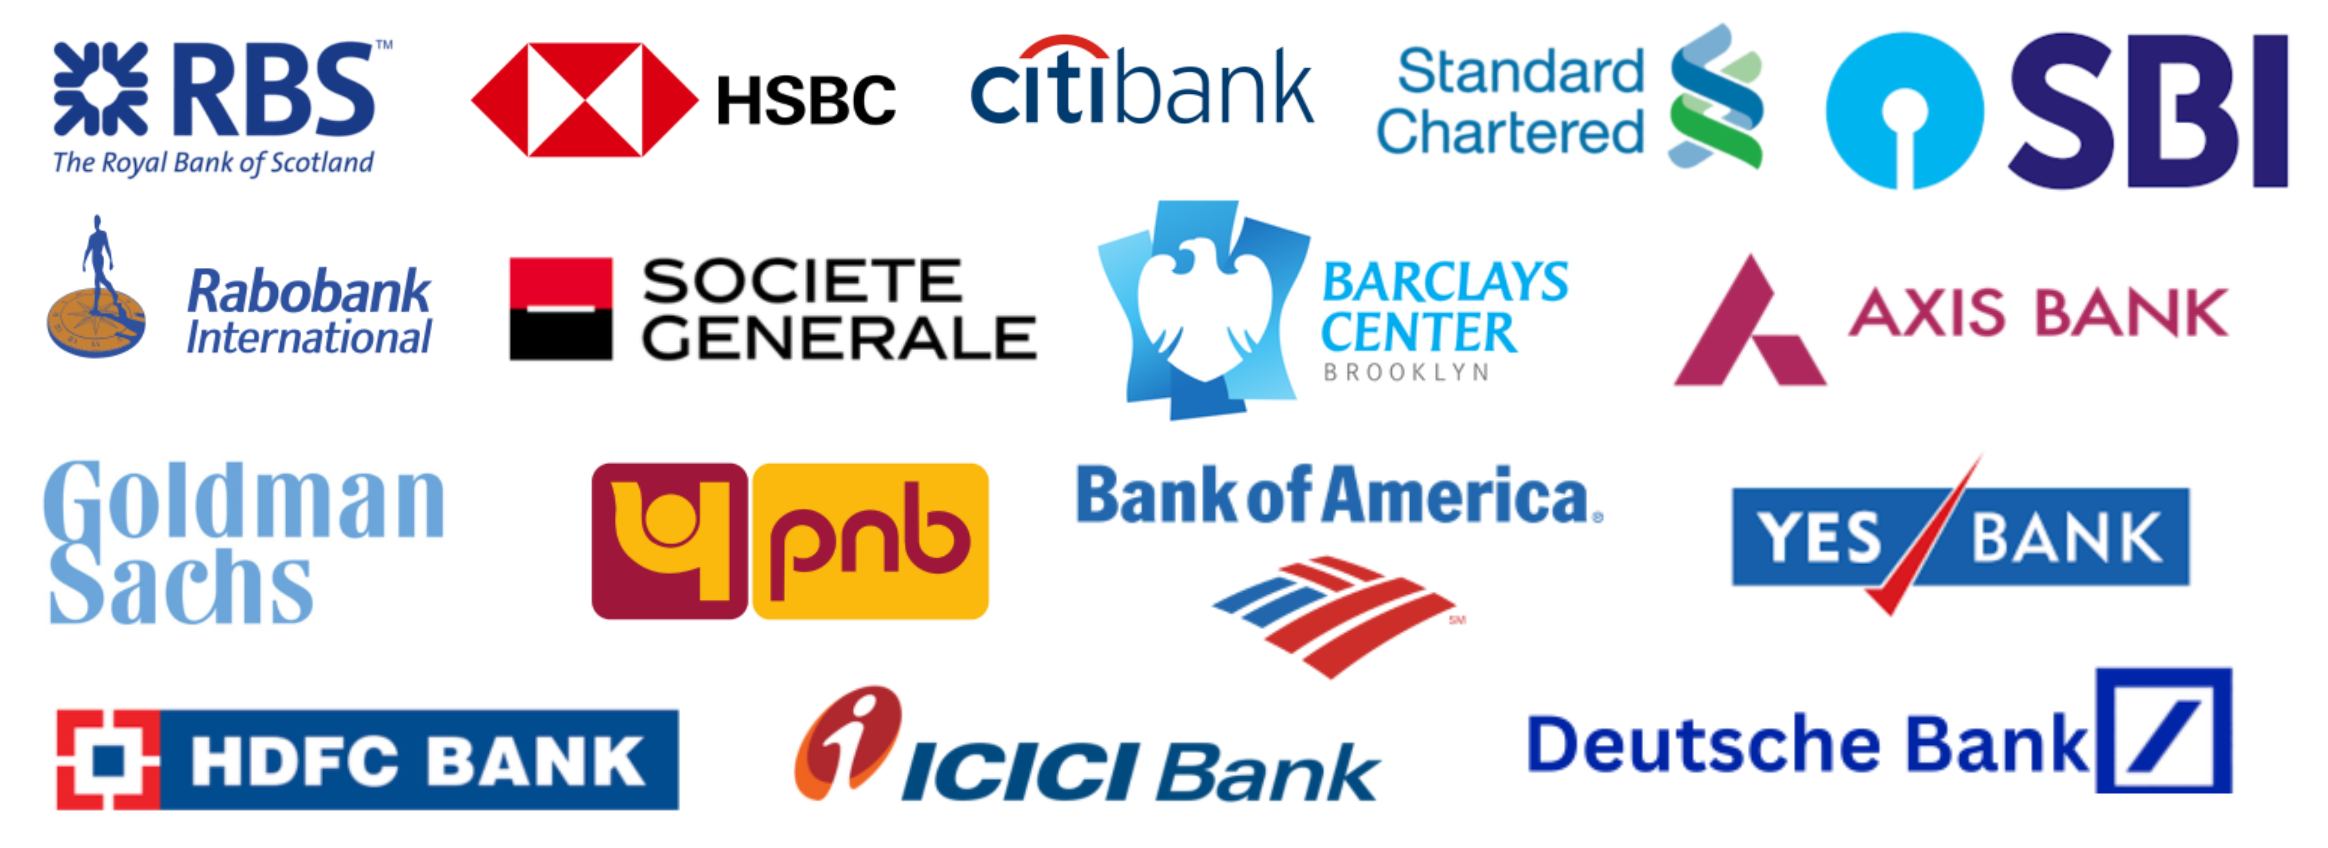 RBS™
The Royal Bank of Scotland
HSBC
citibank
Standard
Chartered
SBI
Rabobank
International
SOCIETE
GENERALE
BARCLAYS
CENTER
BROOKLYN
AXIS BANK
Goldman
Sachs
pnb
Bank of America®
SM
YES BANK
HDFC BANK
i ICICI Bank
Deutsche Bank